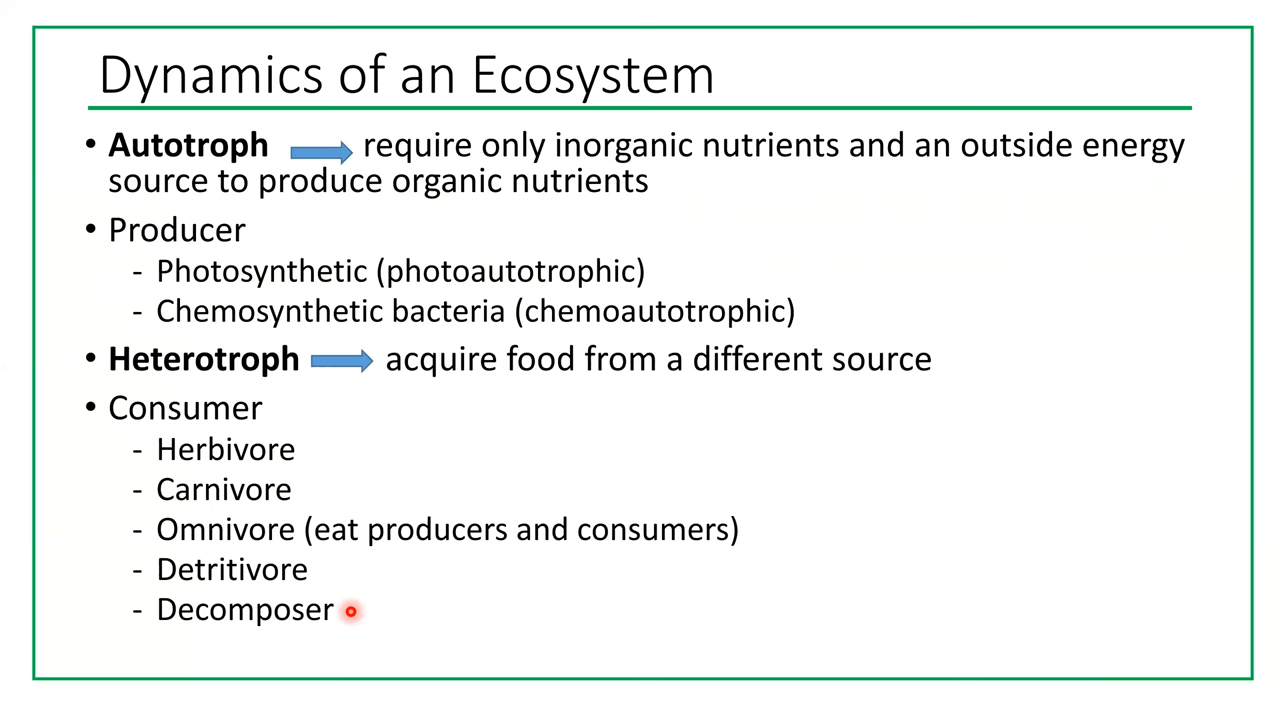 Dynamics of an Ecosystem
• Autotroph require only inorganic nutrients and an outside energy
source to produce organic nutrients
• Producer
- Photosynthetic (photoautotrophic)
- Chemosynthetic bacteria (chemoautotrophic)
• Heterotroph acquire food from a different source
• Consumer
- Herbivore
- Carnivore
- Omnivore (eat producers and consumers)
- Detritivore
- Decomposer